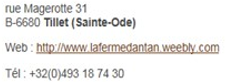 rue Magerotte 31
B-6680 Tillet (Sainte-Ode)
Web : http://www.lafermedantan.weebly.com
Tél : +32(0)493 18 74 30